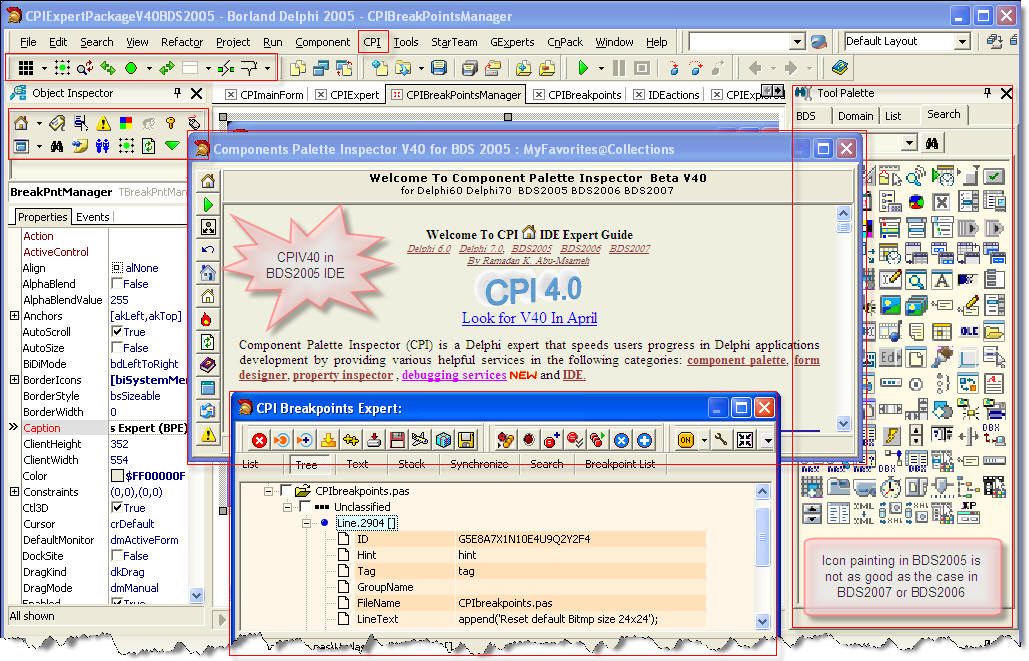 CPIExpertPackageV40BDS2005 - Borland Delphi 2005 - CPIBreakPointsManager
File Edit Search View Refactor Project Run Component CPI Tools StarTeam GExperts CnPack Window Help
Default Layout
Object Inspector
CPImainForm CPIExpert CPIBreakPointsManager CPIBreakpoints IDEactions
Tool Palette
BDS Domain List Search
BreakPntManager
Properties Events
Action
ActiveControl
Align alNone
AlphaBlend False
AlphaBlendValue 255
Anchors [akLeft,akTop]
AutoScroll True
AutoSize False
BiDiMode bdLeftToRight
BorderIcons
BorderStyle bsSizeable
BorderWidth 0
Caption s Expert (BPE)
ClientHeight 352
ClientWidth 554
Color $FF00000F
Constraints (0,0),(0,0)
Ctl3D True
Cursor crDefault
DefaultMonitor dmActiveForm
DockSite False
DragKind dkDrag
DragMode dmManual
Enabled True
All shown
Components Palette Inspector V40 for BDS 2005 : MyFavorites@Collections
Welcome To Component Palette Inspector Beta V40
for Delphi60 Delphi70 BDS2005 BDS2006 BDS2007
CPIV40 in
BDS2005 IDE
Welcome To CPI IDE Expert Guide
Delphi 6.0 Delphi 7.0, BDS2005 BDS2006 BDS2007
By Ramadan K. Abu-Msameh
CPI 4.0
Look for V40 In April
Component Palette Inspector (CPI) is a Delphi expert that speeds users progress in Delphi applications
development by providing various helpful services in the following categories: component palette, form
designer, property inspector , debugging services NEW and IDE.
CPI Breakpoints Expert:
ON
List Tree Text Stack Synchronize Search Breakpoint List
CPIbreakpoints.pas
Unclassified
Line.2904 []
ID G5E8A7X1N10E4U9Q2Y2F4
Hint hint
Tag tag
GroupName
FileName CPIbreakpoints.pas
LineText append('Reset default Bitmp size 24x24');
OLE
Ed
DBX
XML
XP
Icon painting in BDS2005 is
not as good as the case in
BDS2007 or BDS2006